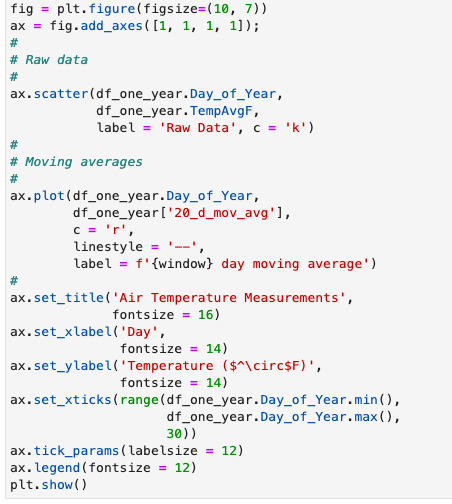 fig = plt.figure(figsize=(10, 7))
ax = fig.add_axes([1, 1, 1, 1]);
#
# Raw data
#
ax.scatter(df_one_year.Day_of_Year,
           df_one_year.TempAvgF,
           label = 'Raw Data', c = 'k')
#
# Moving averages
#
ax.plot(df_one_year.Day_of_Year,
        df_one_year['20_d_mov_avg'],
        c = 'r',
        linestyle = '--',
        label = f'{window} day moving average')
#
ax.set_title('Air Temperature Measurements',
             fontsize = 16)
ax.set_xlabel('Day',
              fontsize = 14)
ax.set_ylabel('Temperature ($^\circ$F)',
              fontsize = 14)
ax.set_xticks(range(df_one_year.Day_of_Year.min(),
                    df_one_year.Day_of_Year.max(),
                    30))
ax.tick_params(labelsize = 12)
ax.legend(fontsize = 12)
plt.show()